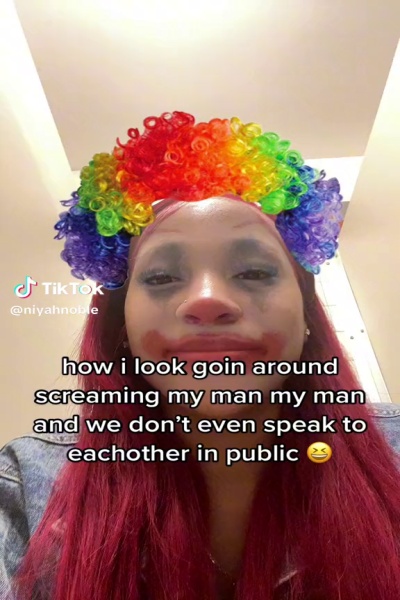 TikTok
@niyahnoble
how i look goin around
screaming my man my man
and we don't even speak to
eachother in public 😆